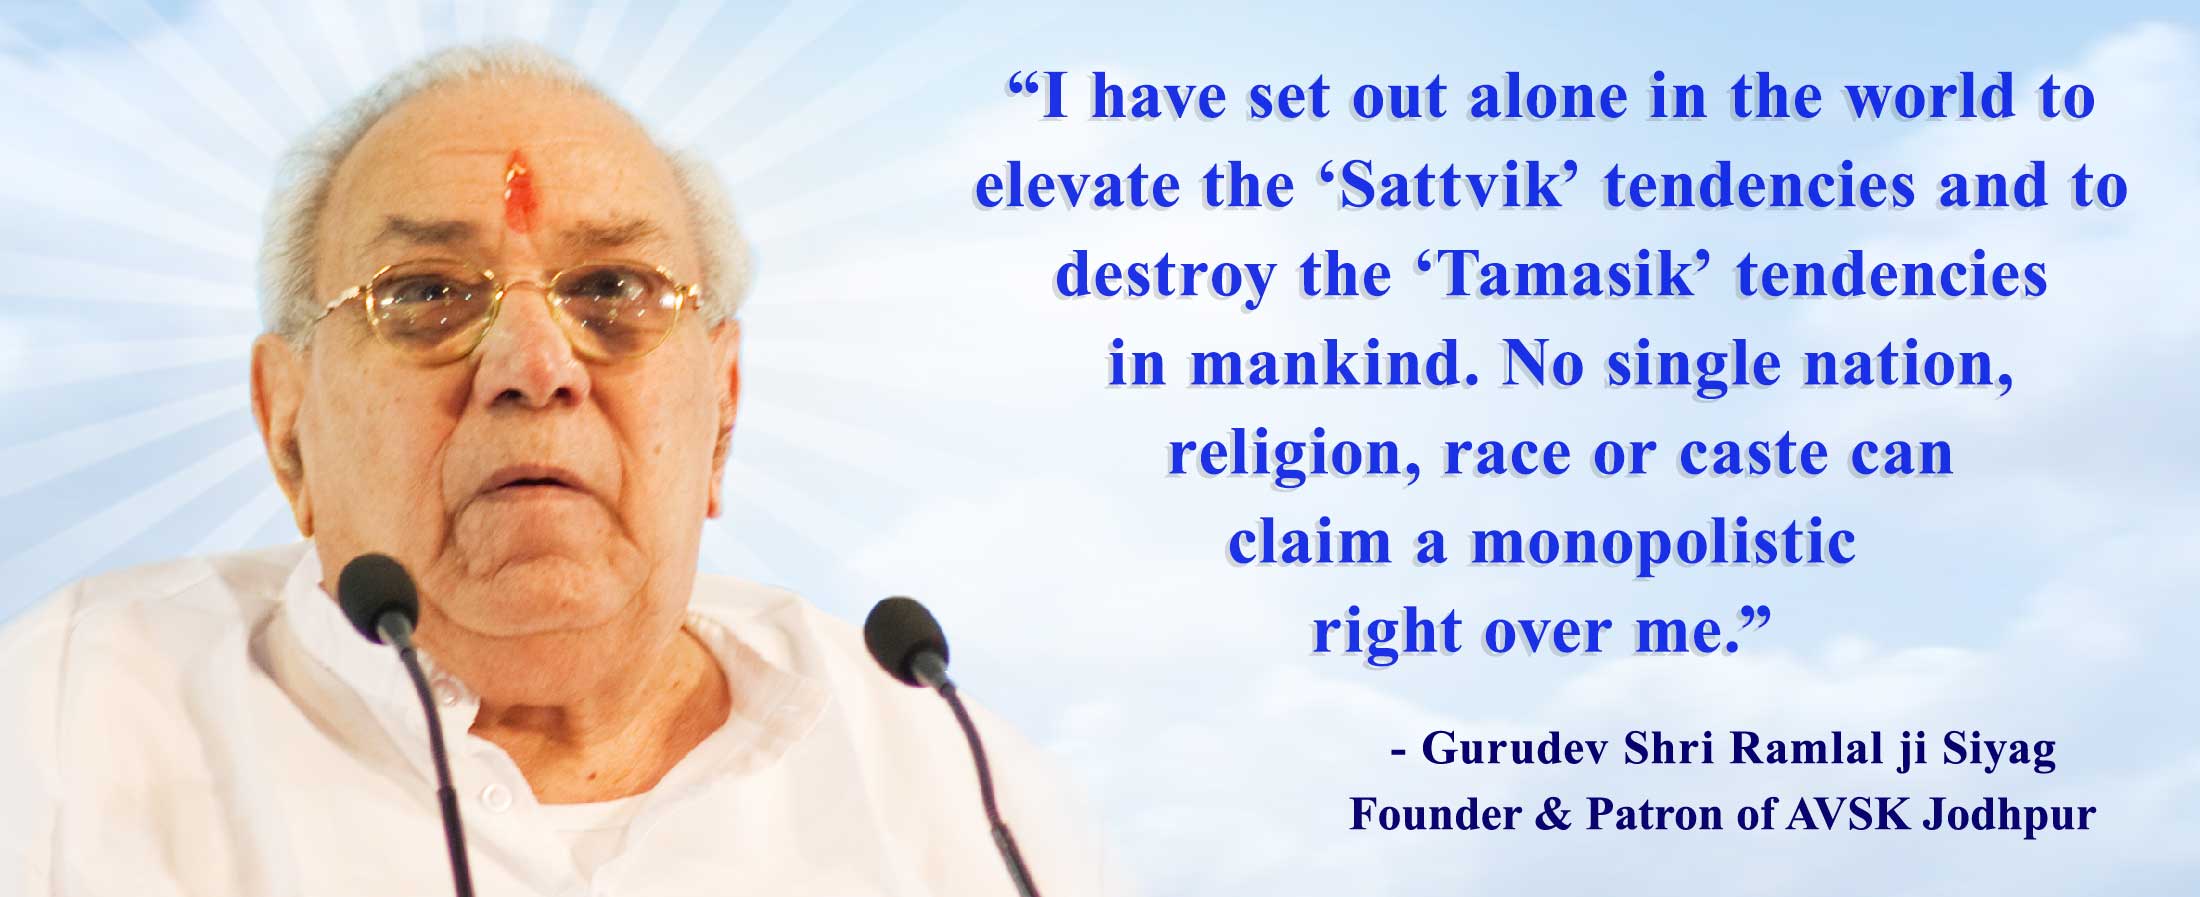 “I have set out alone in the world to
elevate the ‘Sattvik’ tendencies and to
destroy the ‘Tamasik’ tendencies
in mankind. No single nation,
religion, race or caste can
claim a monopolistic
right over me.”
- Gurudev Shri Ramlal ji Siyag
Founder & Patron of AVSK Jodhpur